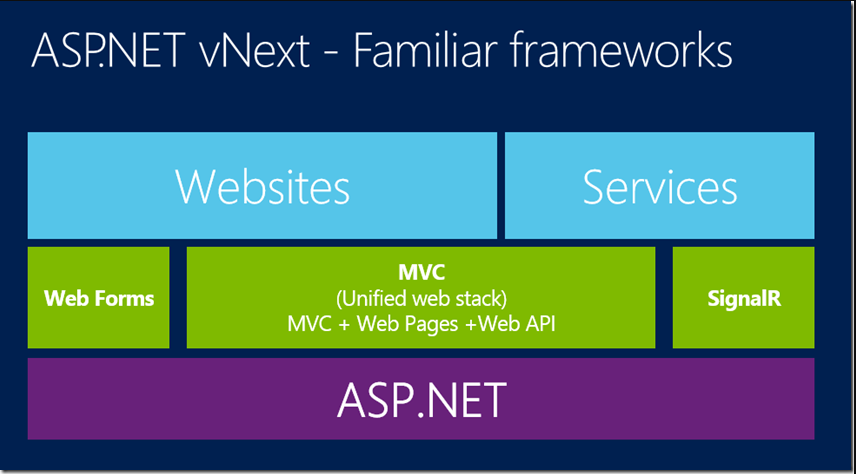 ASP.NET vNext - Familiar frameworks
Websites
Services
Web Forms
MVC
(Unified web stack)
MVC + Web Pages +Web API
SignalR
ASP.NET